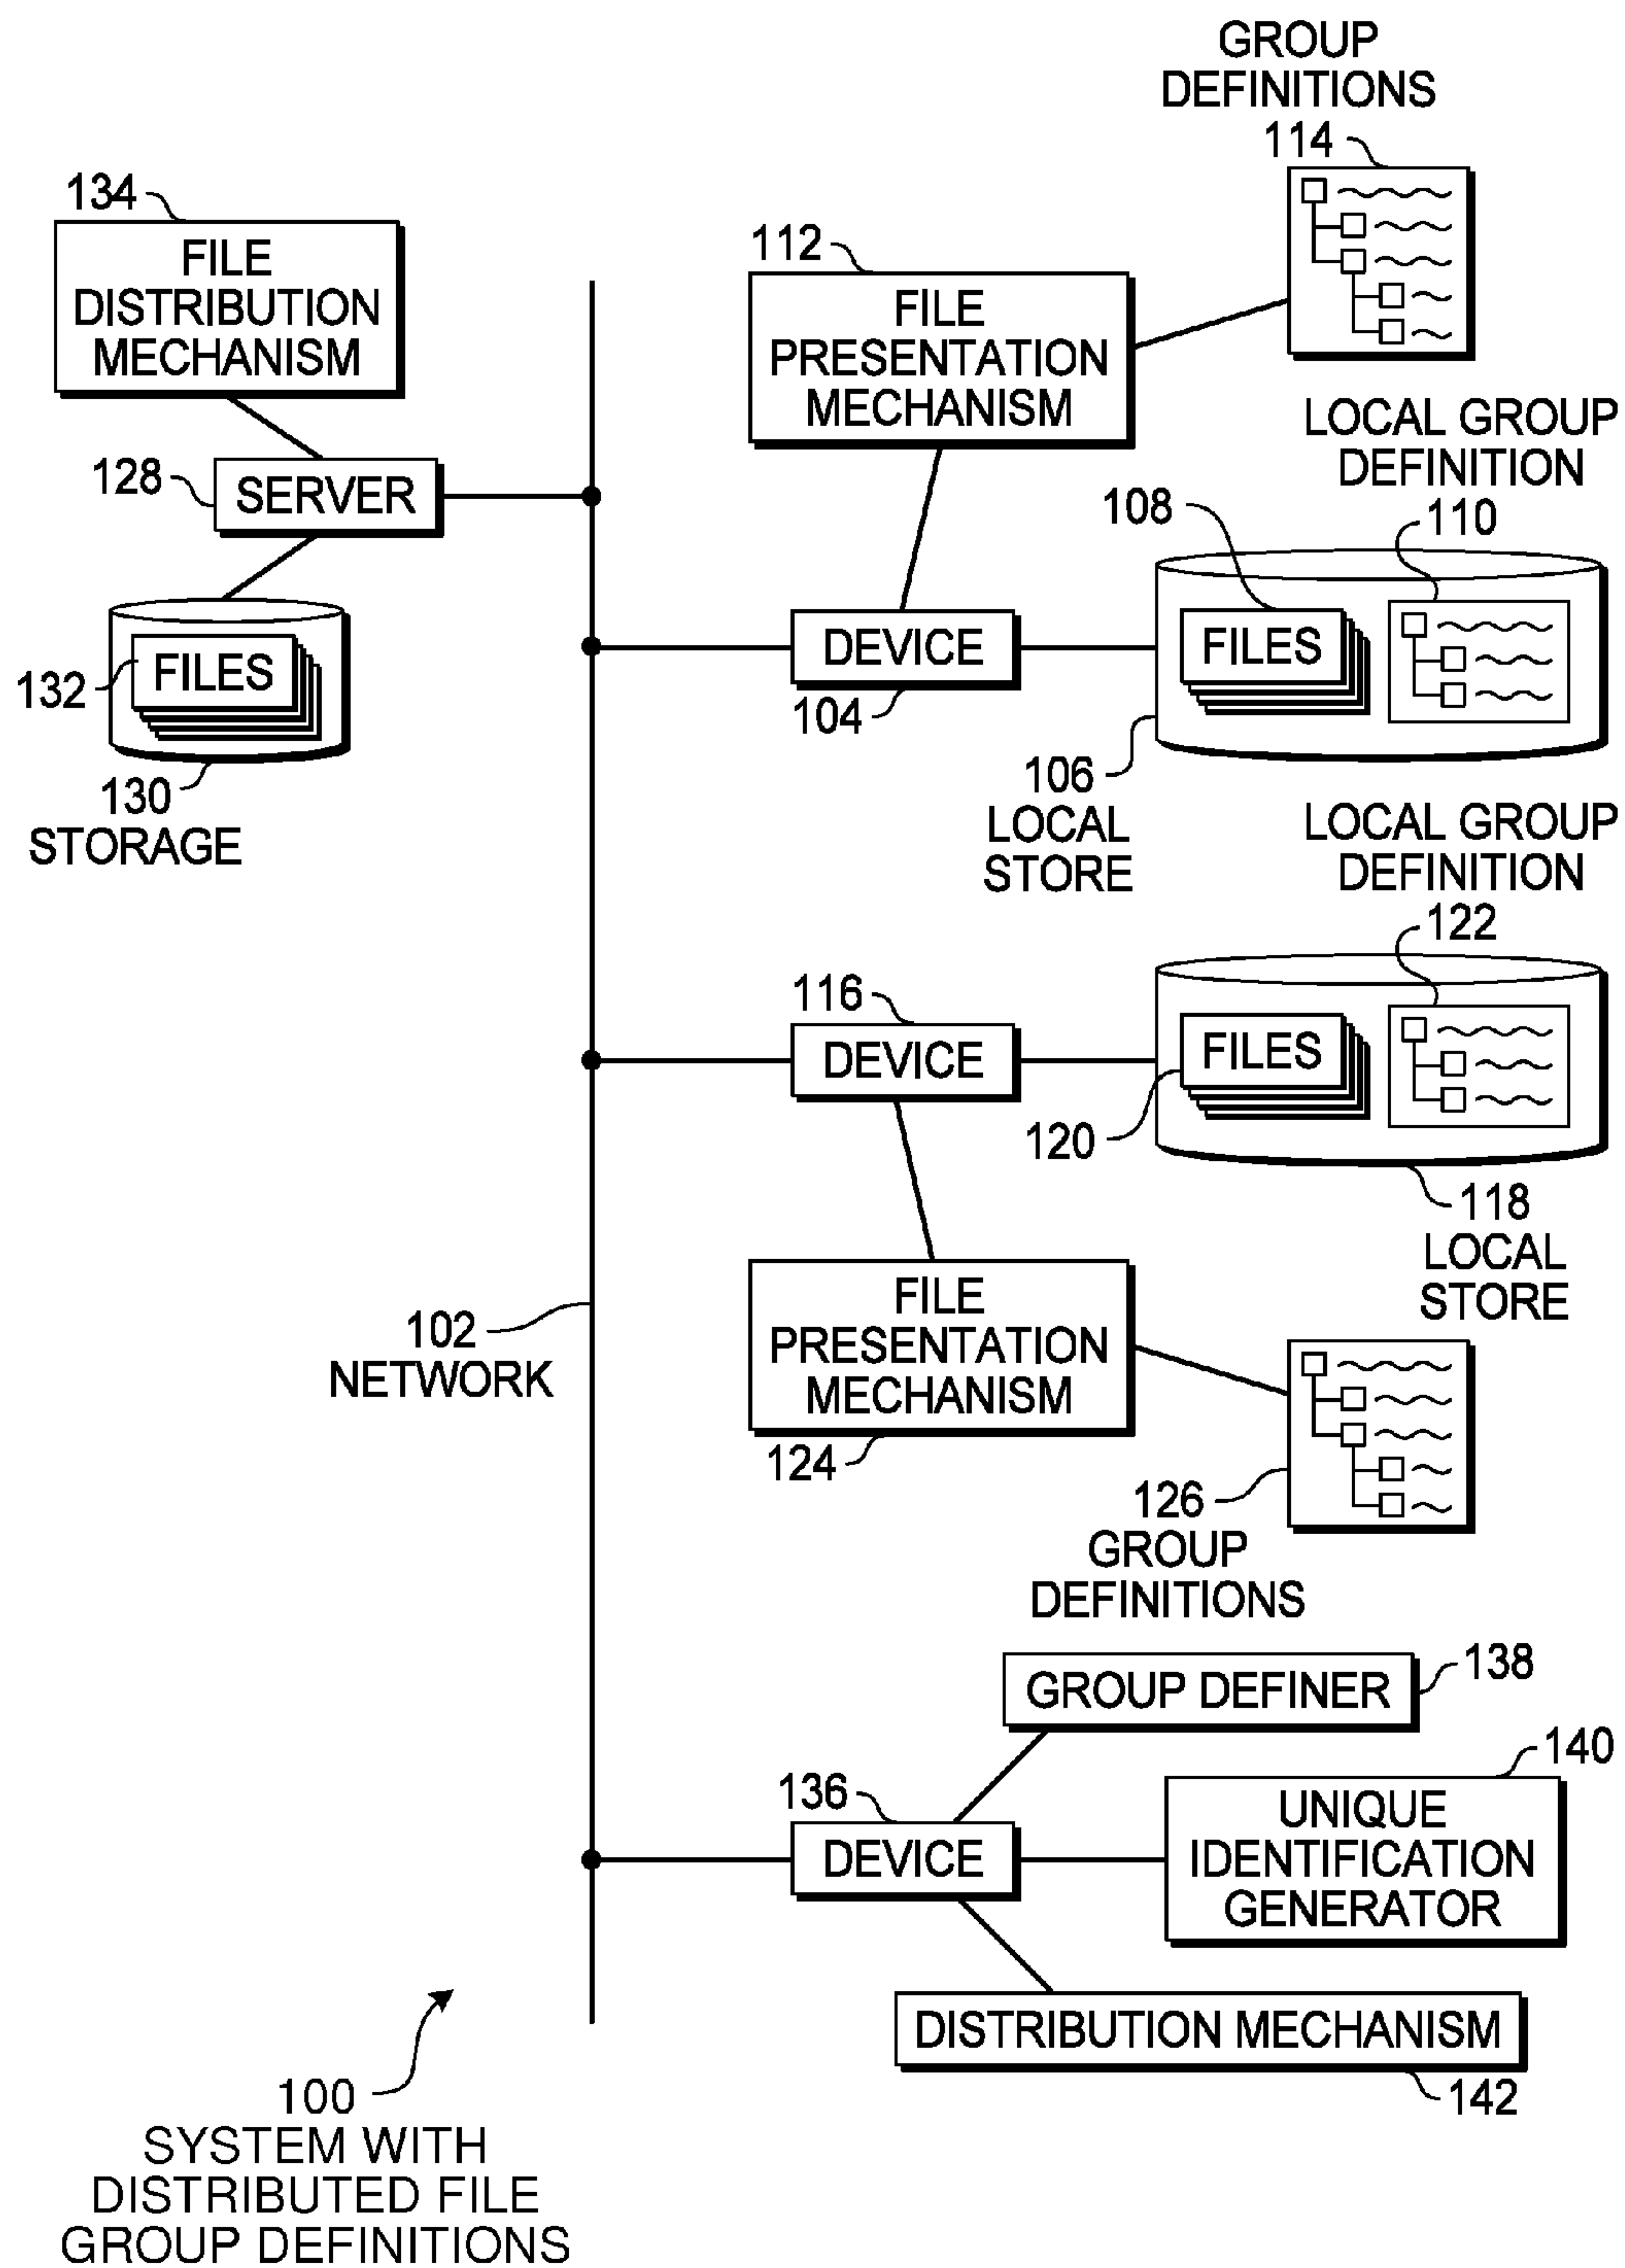 GROUP
DEFINITIONS
114
134
FILE
DISTRIBUTION
MECHANISM
112
FILE
PRESENTATION
MECHANISM
LOCAL GROUP
DEFINITION
110
128
SERVER
108
FILES
DEVICE
104
132
FILES
130
STORAGE
106
LOCAL
STORE
LOCAL GROUP
DEFINITION
122
116
DEVICE
FILES
120
118
LOCAL
STORE
102
NETWORK
FILE
PRESENTATION
MECHANISM
124
126
GROUP
DEFINITIONS
138
GROUP DEFINER
140
136
DEVICE
UNIQUE
IDENTIFICATION
GENERATOR
DISTRIBUTION MECHANISM
142
100
SYSTEM WITH
DISTRIBUTED FILE
GROUP DEFINITIONS